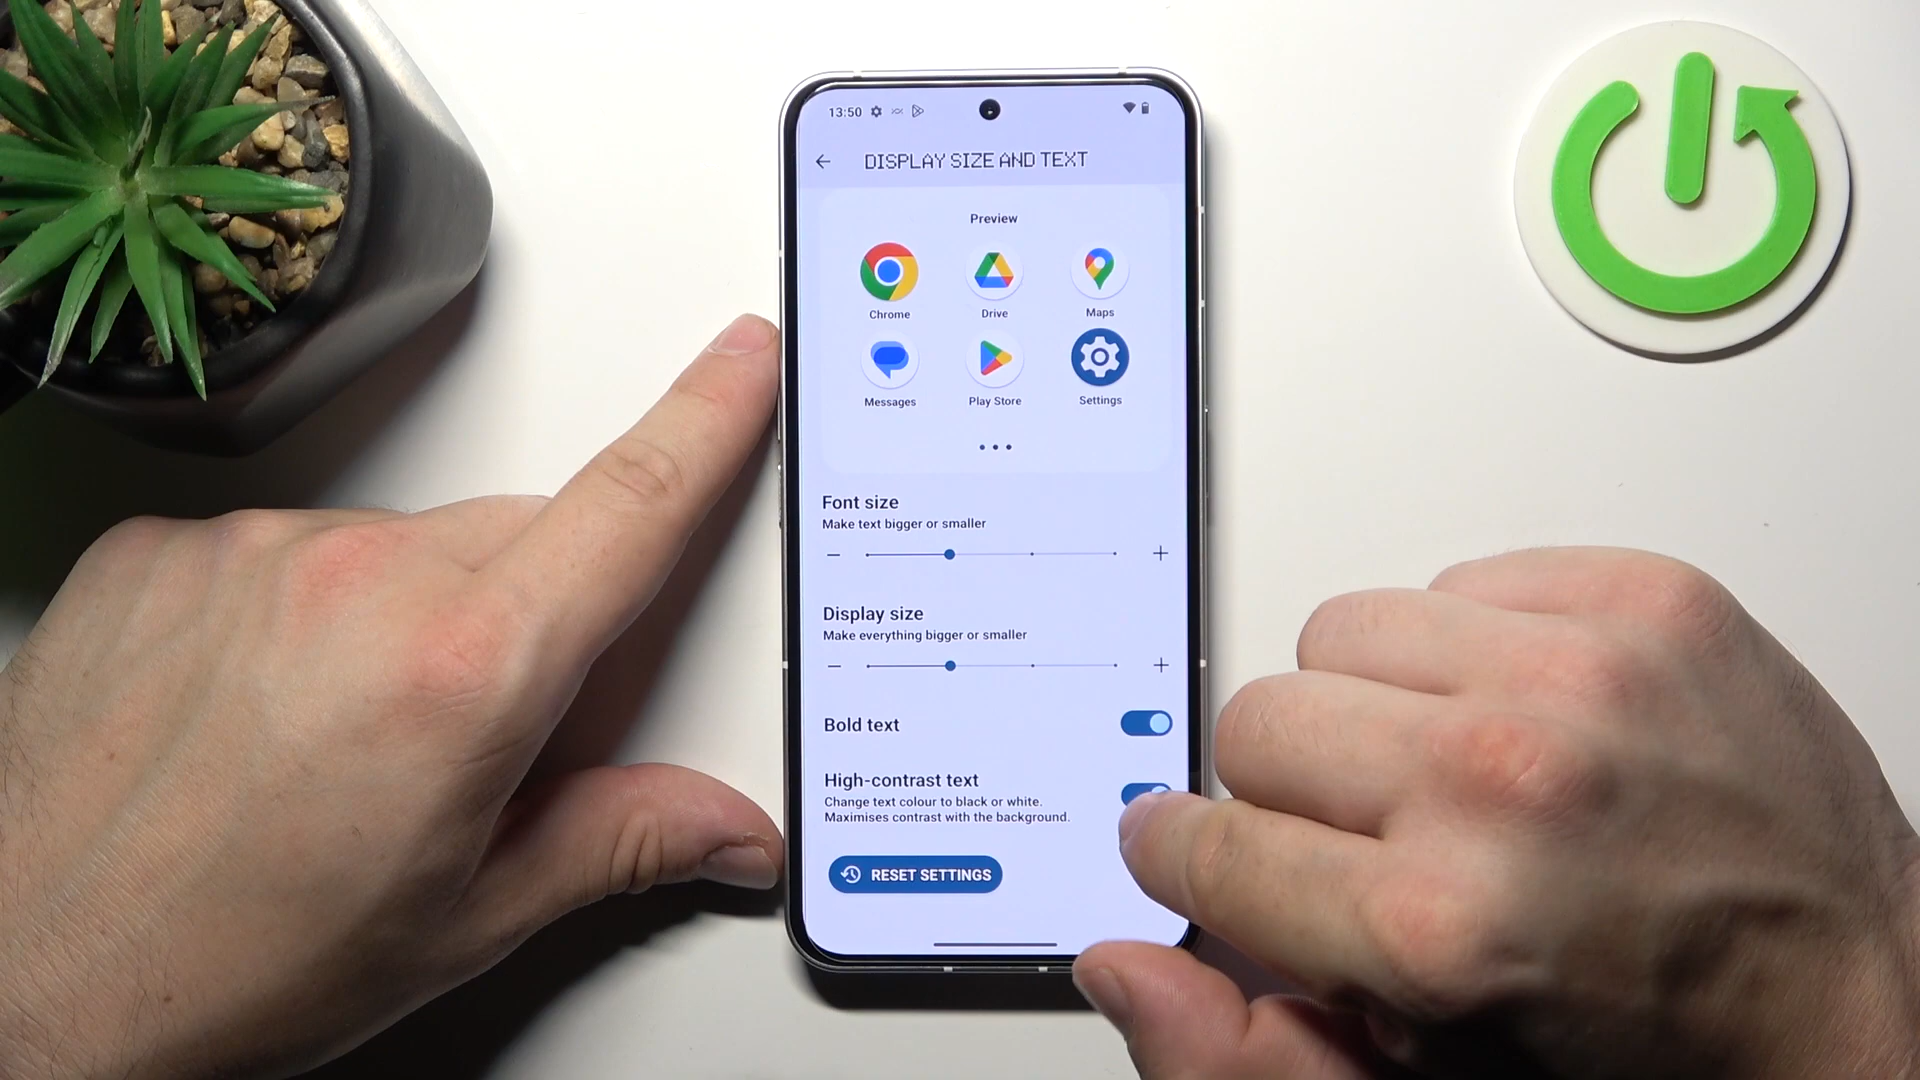 13:50
DISPLAY SIZE AND TEXT
Preview
Chrome
Drive
Maps
Messages
Play Store
Settings
Font size
Make text bigger or smaller
Display size
Make everything bigger or smaller
Bold text
High-contrast text
Change text colour to black or white.
Maximises contrast with the background.
RESET SETTINGS